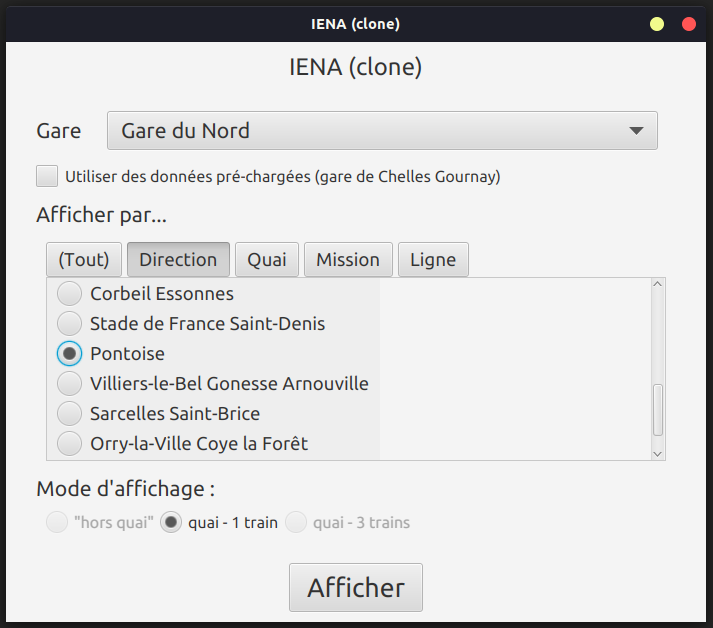 IENA (clone)
IENA (clone)
Gare Gare du Nord
Utiliser des données pré-chargées (gare de Chelles Gournay)
Afficher par...
(Tout) Direction Quai Mission Ligne
Corbeil Essonnes
Stade de France Saint-Denis
Pontoise
Villiers-le-Bel Gonesse Arnouville
Sarcelles Saint-Brice
Orry-la-Ville Coye la Forêt
Mode d'affichage :
"hors quai" quai - 1 train quai - 3 trains
Afficher